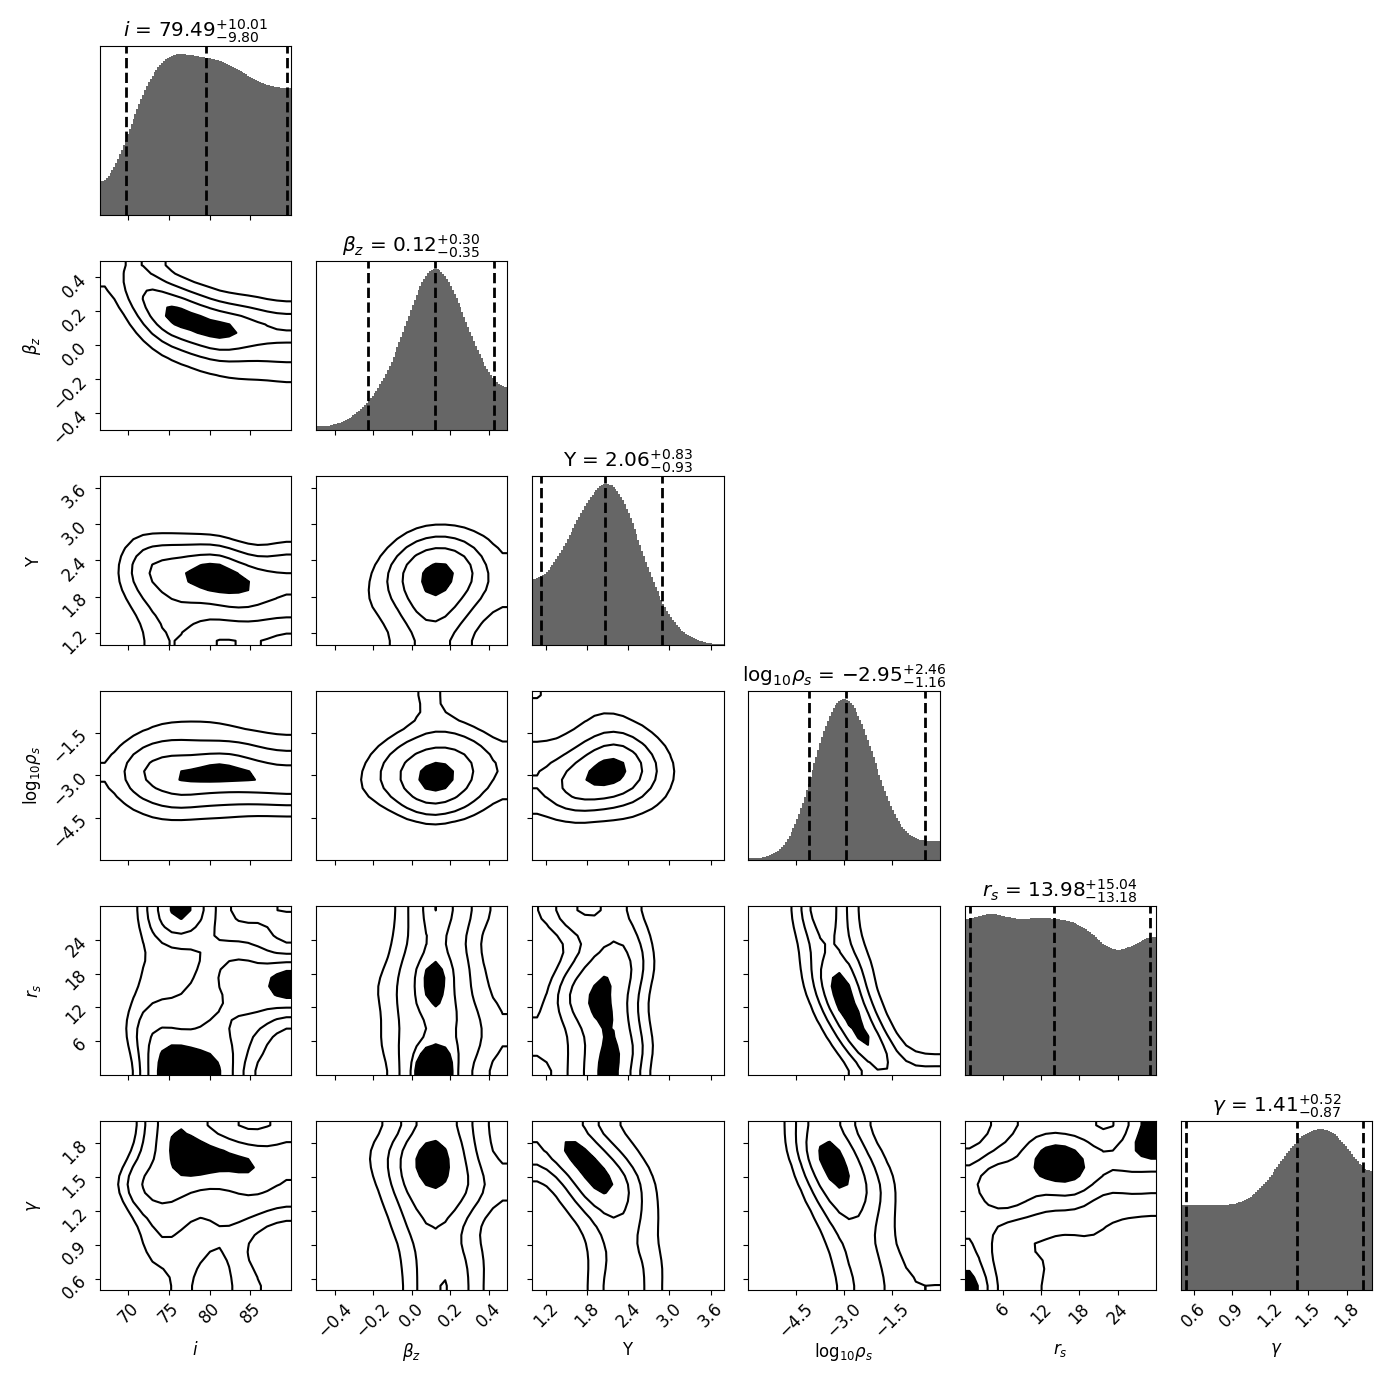 i = 79.49^{+10.01}_{-9.80}
β_z = 0.12^{+0.30}_{-0.35}
0.4
0.2
0.0
−0.2
−0.4
β_z
Y = 2.06^{+0.83}_{-0.93}
3.6
3.0
2.4
1.8
1.2
Y
log₁₀ρ_s = −2.95^{+2.46}_{-1.16}
−1.5
−3.0
−4.5
log₁₀ρ_s
r_s = 13.98^{+15.04}_{-13.18}
24
18
12
6
r_s
γ = 1.41^{+0.52}_{-0.87}
1.8
1.5
1.2
0.9
0.6
γ
70 75 80 85
−0.4 −0.2 0.0 0.2 0.4
1.2 1.8 2.4 3.0 3.6
−4.5 −3.0 −1.5
6 12 18 24
0.6 0.9 1.2 1.5 1.8
i β_z Y log₁₀ρ_s r_s γ